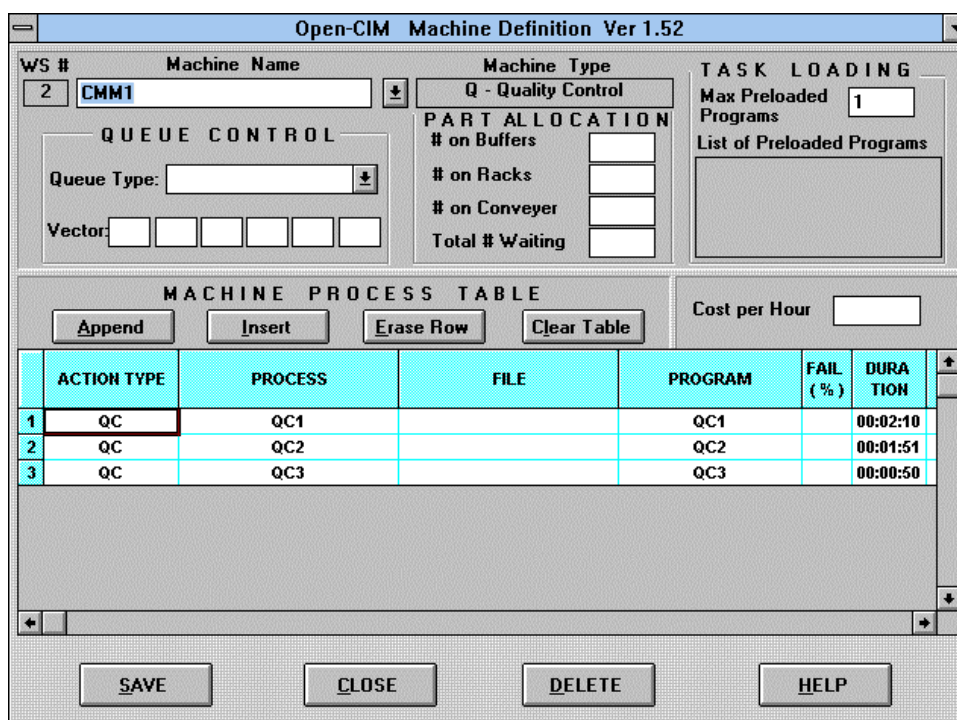 Open-CIM Machine Definition Ver 1.52
WS # Machine Name
2 CMM1
Machine Type
Q - Quality Control
TASK LOADING
Max Preloaded Programs 1
List of Preloaded Programs
QUEUE CONTROL
Queue Type:
Vector:
PART ALLOCATION
# on Buffers
# on Racks
# on Conveyer
Total # Waiting
MACHINE PROCESS TABLE
Append Insert Erase Row Clear Table
Cost per Hour
ACTION TYPE PROCESS FILE PROGRAM FAIL (%) DURA TION
1 QC QC1 QC1 00:02:10
2 QC QC2 QC2 00:01:51
3 QC QC3 QC3 00:00:50
SAVE CLOSE DELETE HELP